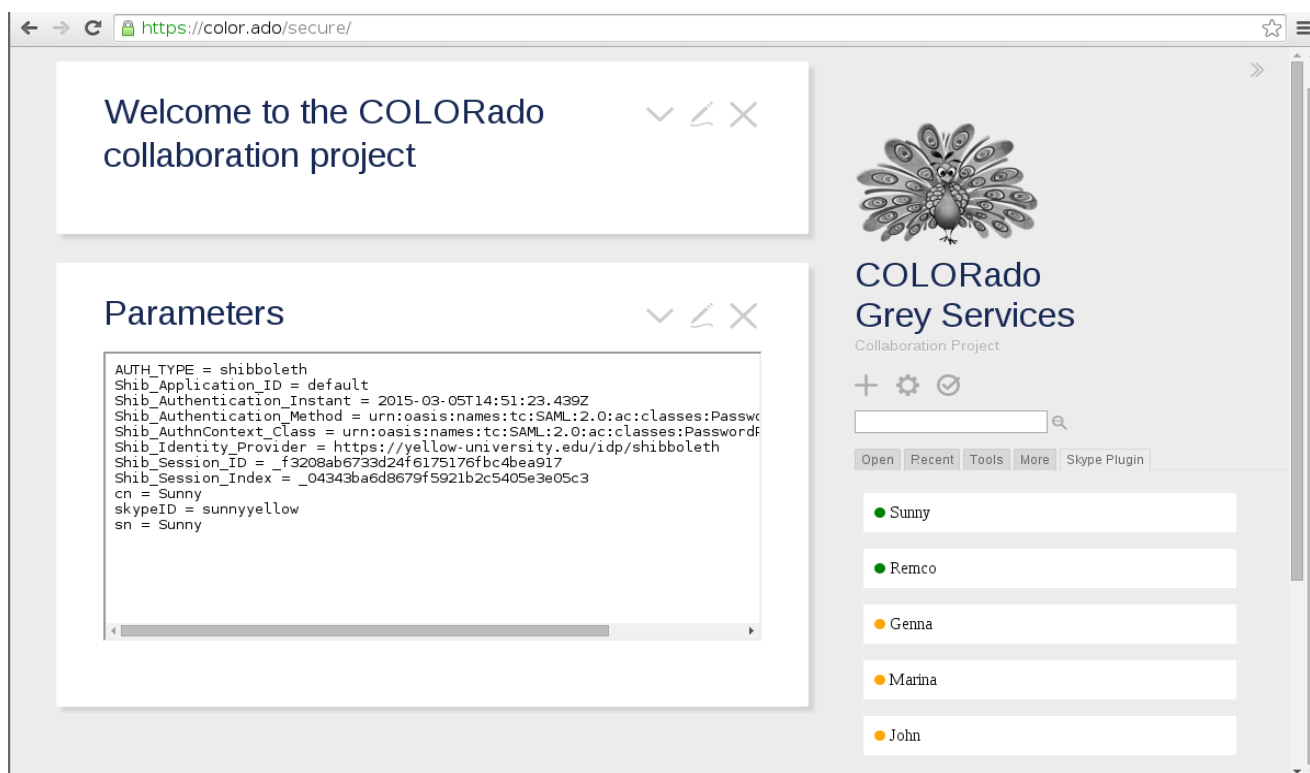 https://color.ado/secure/
Welcome to the COLORado
collaboration project
Parameters
AUTH_TYPE = shibboleth
Shib_Application_ID = default
Shib_Authentication_Instant = 2015-03-05T14:51:23.439Z
Shib_Authentication_Method = urn:oasis:names:tc:SAML:2.0:ac:classes:Passwo
Shib_AuthnContext_Class = urn:oasis:names:tc:SAML:2.0:ac:classes:PasswordP
Shib_Identity_Provider = https://yellow-university.edu/idp/shibboleth
Shib_Session_ID = _f3208ab6733d24f6175176fbc4bea917
Shib_Session_Index = _04343ba6d8679f5921b2c5405e3e05c3
cn = Sunny
skypeID = sunnyyellow
sn = Sunny
COLORado
Grey Services
Collaboration Project
Open Recent Tools More Skype Plugin
Sunny
Remco
Genna
Marina
John